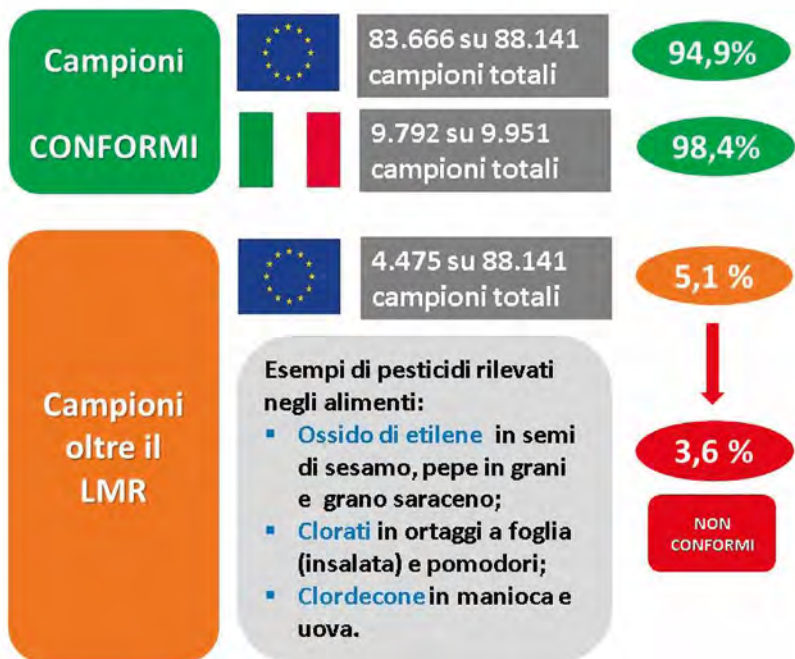 Campioni
CONFORMI
83.666 su 88.141
campioni totali
94,9%
9.792 su 9.951
campioni totali
98,4%
Campioni
oltre il
LMR
4.475 su 88.141
campioni totali
5,1 %
Esempi di pesticidi rilevati
negli alimenti:
▪ Ossido di etilene in semi
di sesamo, pepe in grani
e grano saraceno;
▪ Clorati in ortaggi a foglia
(insalata) e pomodori;
▪ Clordecone in manioca e
uova.
3,6 %
NON
CONFORMI